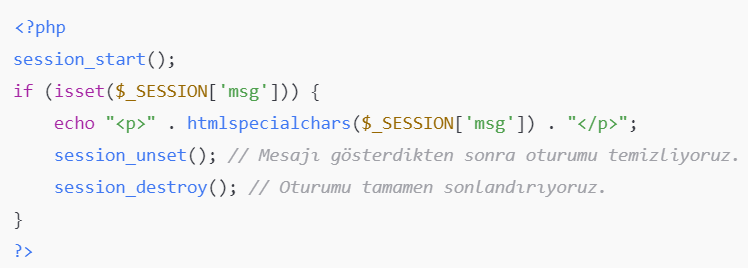 <?php
session_start();
if (isset($_SESSION['msg'])) {
    echo "<p>" . htmlspecialchars($_SESSION['msg']) . "</p>";
    session_unset(); // Mesajı gösterdikten sonra oturumu temizliyoruz.
    session_destroy(); // Oturumu tamamen sonlandırıyoruz.
}
?>